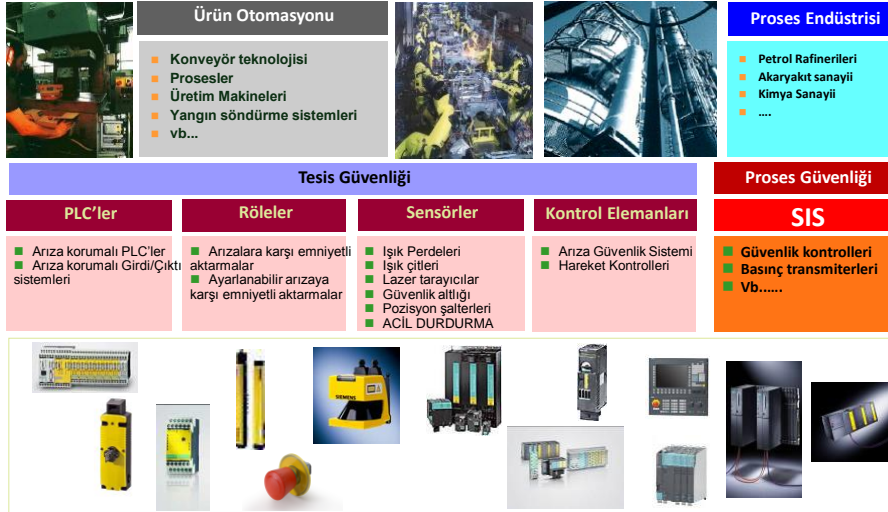 Ürün Otomasyonu
Konveyör teknolojisi
Prosesler
Üretim Makineleri
Yangın söndürme sistemleri
vb...
Proses Endüstrisi
Petrol Rafinerileri
Akaryakıt sanayii
Kimya Sanayii
....
Tesis Güvenliği
Proses Güvenliği
PLC’ler
Arıza korumalı PLC’ler
Arıza korumalı Girdi/Çıktı
sistemleri
Röleler
Arızalara karşı emniyetli
aktarmalar
Ayarlanabilir arızaya
karşı emniyetli aktarmalar
Sensörler
Işık Perdeleri
Işık çitleri
Lazer tarayıcılar
Güvenlik altlığı
Pozisyon şalterleri
ACİL DURDURMA
Kontrol Elemanları
Arıza Güvenlik Sistemi
Hareket Kontrolleri
SIS
Güvenlik kontrolleri
Basınç transmiterleri
Vb......
SIEMENS